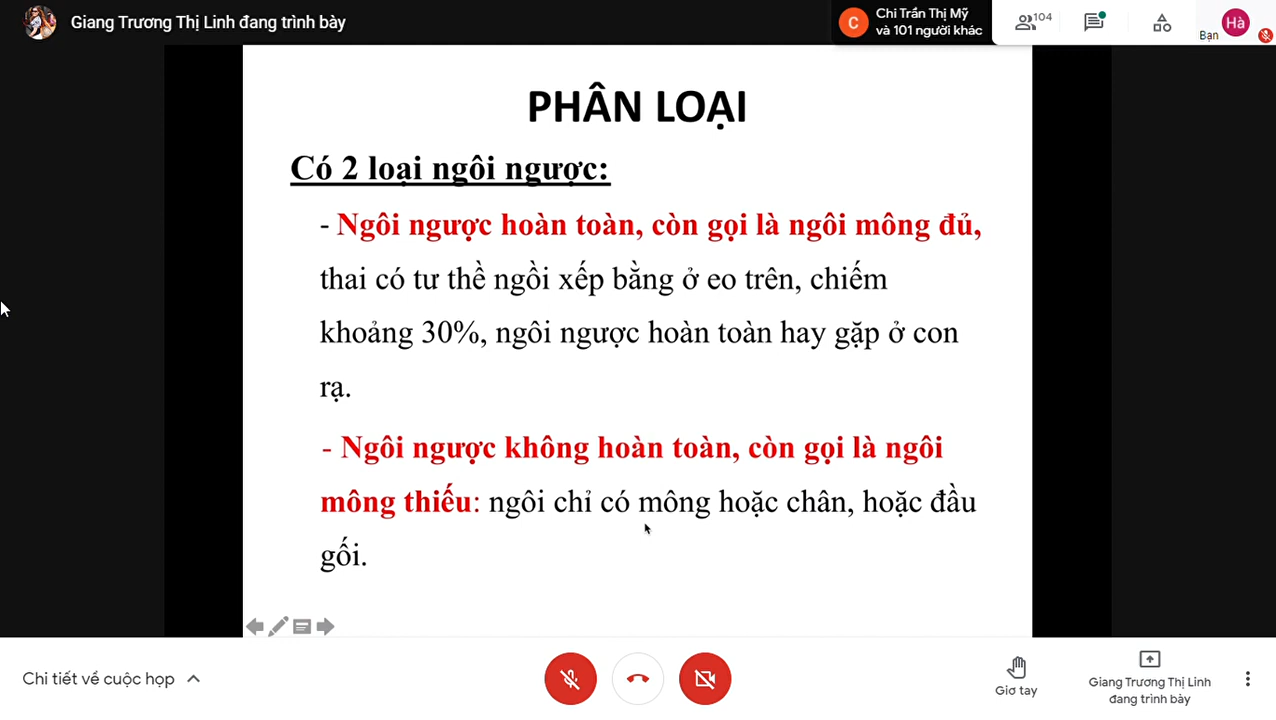 Giang Trương Thị Linh đang trình bày
C
Chi Trần Thị Mỹ
và 101 người khác
104
Bạn
Hà
PHÂN LOẠI
Có 2 loại ngôi ngược:
- Ngôi ngược hoàn toàn, còn gọi là ngôi mông đủ,
thai có tư thề ngồi xếp bằng ở eo trên, chiếm
khoảng 30%, ngôi ngược hoàn toàn hay gặp ở con
rạ.
- Ngôi ngược không hoàn toàn, còn gọi là ngôi
mông thiếu: ngôi chỉ có mông hoặc chân, hoặc đầu
gối.
Chi tiết về cuộc họp
Giơ tay
Giang Trương Thị Linh
đang trình bày